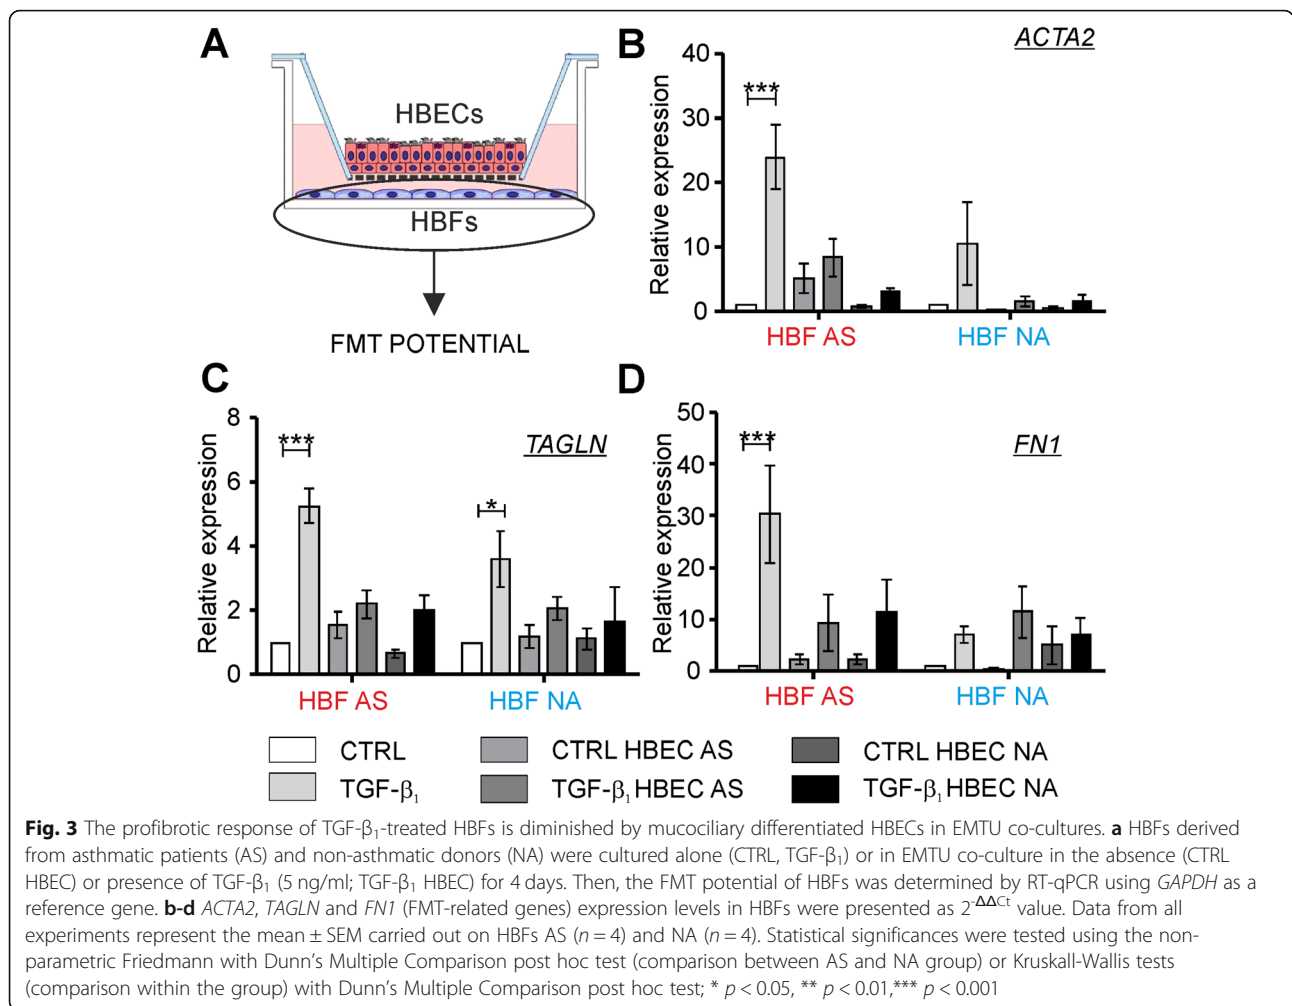 A
HBECs
HBFs
FMT POTENTIAL
B
ACTA2
Relative expression
40
30
20
10
0
***
HBF AS
HBF NA
C
TAGLN
Relative expression
8
6
4
2
0
***
*
HBF AS
HBF NA
D
FN1
Relative expression
50
40
30
20
10
0
***
HBF AS
HBF NA
CTRL
CTRL HBEC AS
CTRL HBEC NA
TGF-β₁
TGF-β₁ HBEC AS
TGF-β₁ HBEC NA
Fig. 3 The profibrotic response of TGF-β₁-treated HBFs is diminished by mucociliary differentiated HBECs in EMTU co-cultures. a HBFs derived
from asthmatic patients (AS) and non-asthmatic donors (NA) were cultured alone (CTRL, TGF-β₁) or in EMTU co-culture in the absence (CTRL
HBEC) or presence of TGF-β₁ (5 ng/ml; TGF-β₁ HBEC) for 4 days. Then, the FMT potential of HBFs was determined by RT-qPCR using GAPDH as a
reference gene. b-d ACTA2, TAGLN and FN1 (FMT-related genes) expression levels in HBFs were presented as 2^-ΔΔCt value. Data from all
experiments represent the mean ± SEM carried out on HBFs AS (n = 4) and NA (n = 4). Statistical significances were tested using the non-
parametric Friedmann with Dunn's Multiple Comparison post hoc test (comparison between AS and NA group) or Kruskall-Wallis tests
(comparison within the group) with Dunn's Multiple Comparison post hoc test; * p < 0.05, ** p < 0.01,*** p < 0.001